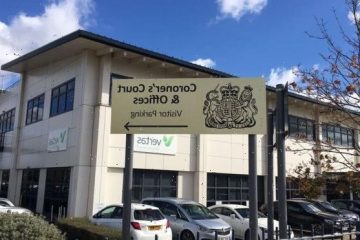 Coroner's Court
& Offices
Visitor Parking
vertas